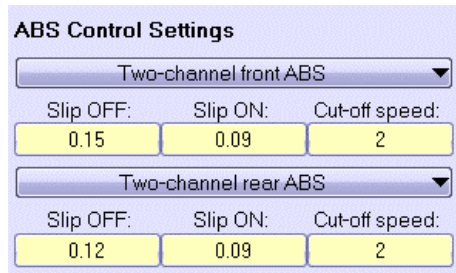 ABS Control Settings
Two-channel front ABS
Slip OFF: Slip ON: Cut-off speed:
0.15 0.09 2
Two-channel rear ABS
Slip OFF: Slip ON: Cut-off speed:
0.12 0.09 2